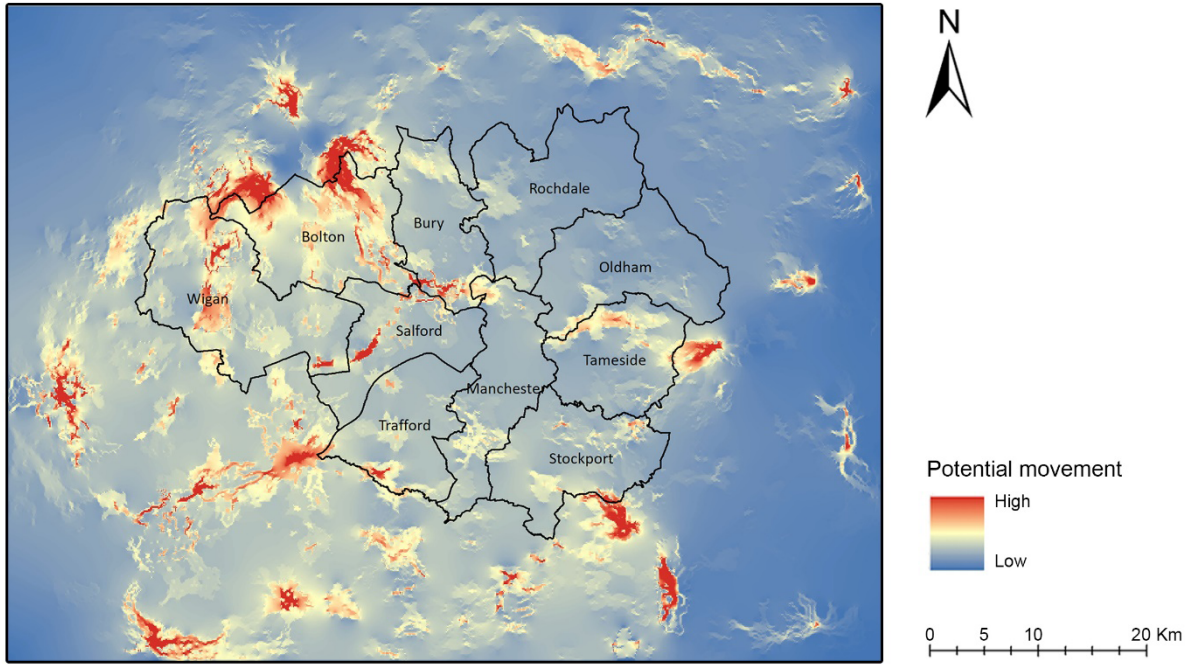 N
Rochdale
Bury
Bolton
Oldham
Wigan
Salford
Tameside
Manchester
Trafford
Stockport
Potential movement
High
Low
0 5 10 20 Km